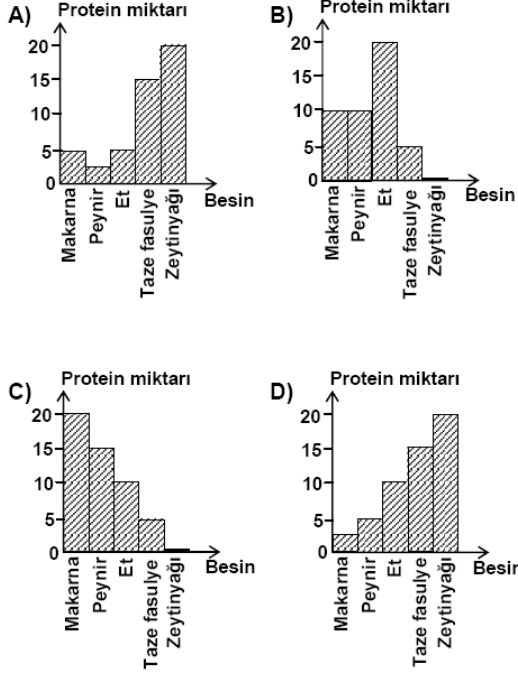 A) Protein miktarı
20
15
10
5
0
Besin
Makarna
Peynir
Et
Taze fasulye
Zeytinyağı
B) Protein miktarı
20
15
10
5
0
Besin
Makarna
Peynir
Et
Taze fasulye
Zeytinyağı
C) Protein miktarı
20
15
10
5
0
Besin
Makarna
Peynir
Et
Taze fasulye
Zeytinyağı
D) Protein miktarı
20
15
10
5
0
Besin
Makarna
Peynir
Et
Taze fasulye
Zeytinyağı